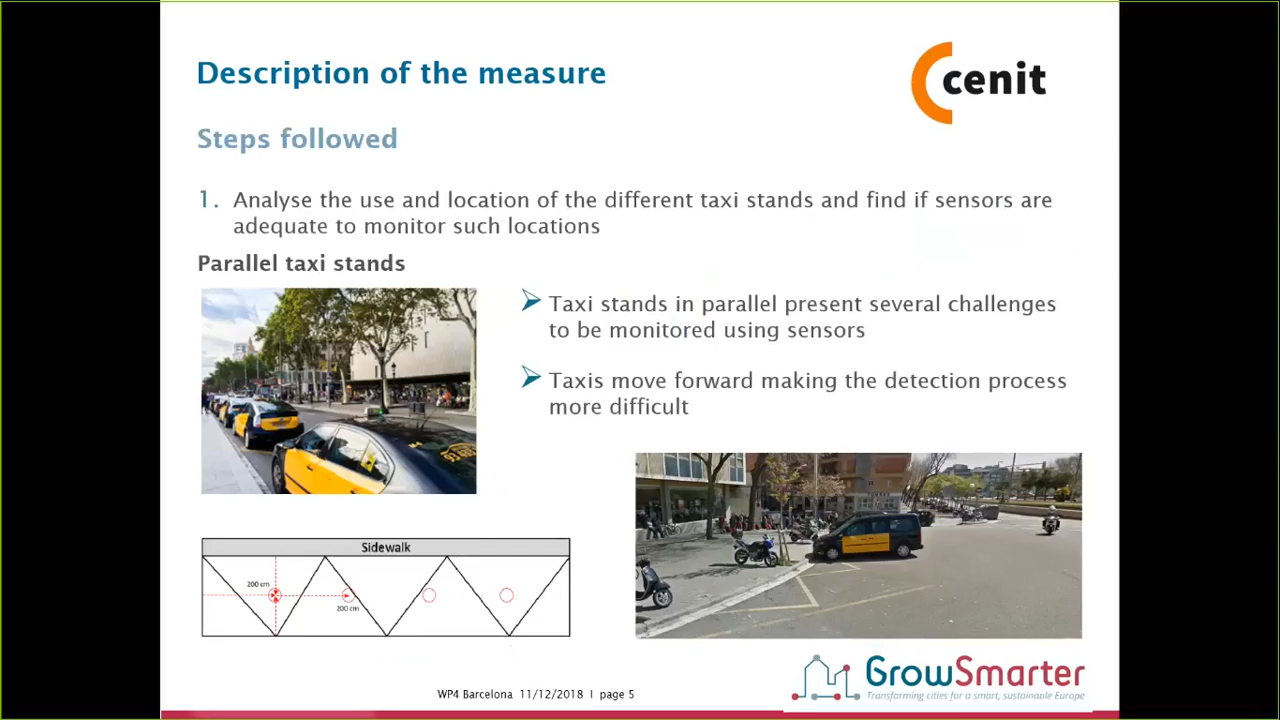 Description of the measure
cenit
Steps followed
1. Analyse the use and location of the different taxi stands and find if sensors are
adequate to monitor such locations
Parallel taxi stands
Taxi stands in parallel present several challenges
to be monitored using sensors
Taxis move forward making the detection process
more difficult
Sidewalk
200 cm
200 cm
WP4 Barcelona 11/12/2018 I page 5
GrowSmarter
Transforming cities for a smart, sustainable Europe